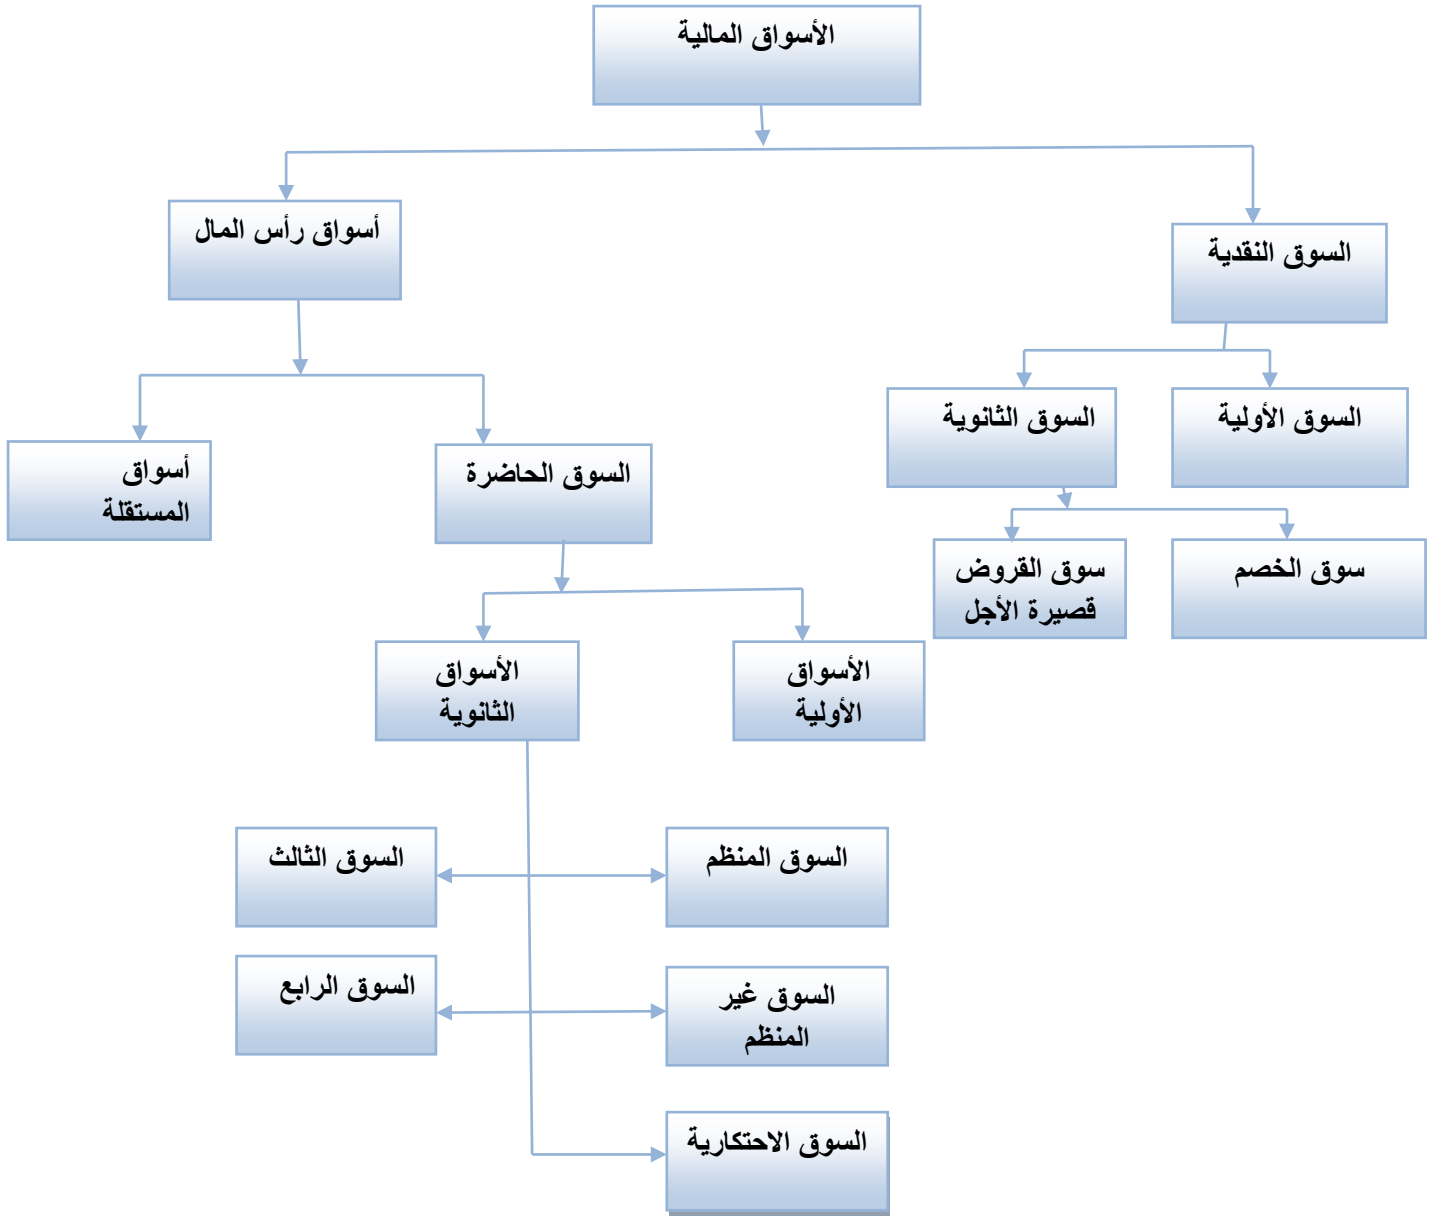 الأسواق المالية
السوق النقدية
أسواق رأس المال
السوق الأولية
السوق الثانوية
السوق الحاضرة
أسواق
المستقلة
سوق الخصم
سوق القروض
قصيرة الأجل
الأسواق
الأولية
الأسواق
الثانوية
السوق المنظم
السوق الثالث
السوق غير
المنظم
السوق الرابع
السوق الاحتكارية